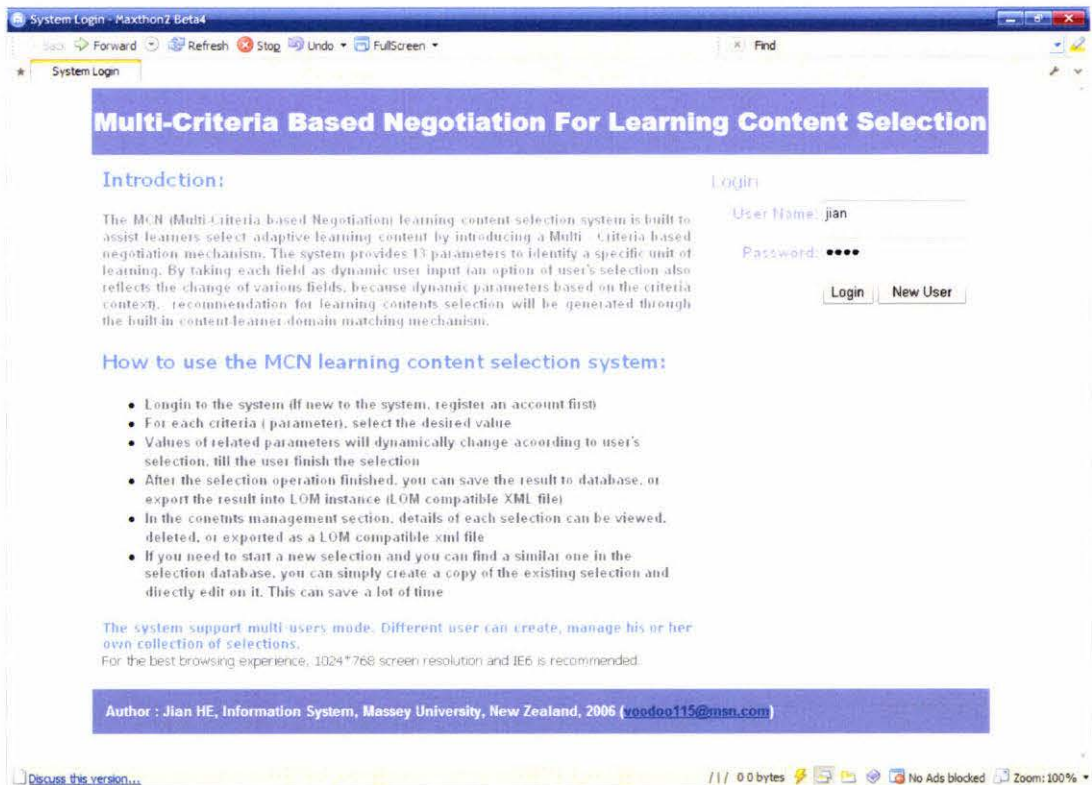 System Login - Maxthon2 Beta4
Back Forward Refresh Stop Undo FullScreen Find
System Login
Multi-Criteria Based Negotiation For Learning Content Selection
Introdction:
The MCN (Multi-Criteria based Negotiation) learning content selection system is built to
assist learners select adaptive learning content by introducing a Multi - Criteria based
negotiation mechanism. The system provides 13 parameters to identify a specific unit of
learning. By taking each field as dynamic user input (an option of user's selection also
reflects the change of various fields, because dynamic parameters based on the criteria
context), recommendation for learning contents selection will be generated through
the built-in content-learner domain matching mechanism.
Login
User Name: jian
Password: ••••
Login New User
How to use the MCN learning content selection system:
• Longin to the system (If new to the system, register an account first)
• For each criteria ( parameter), select the desired value
• Values of related parameters will dynamically change acoording to user's
selection, till the user finish the selection
• After the selection operation finished, you can save the result to database, or
export the result into LOM instance (LOM compatible XML file)
• In the conetnts management section, details of each selection can be viewed,
deleted, or exported as a LOM compatible xml file
• If you need to start a new selection and you can find a similar one in the
selection database, you can simply create a copy of the existing selection and
directly edit on it. This can save a lot of time
The system support multi-users mode. Different user can create, manage his or her
own collection of selections.
For the best browsing experience, 1024*768 screen resolution and IE6 is recommended.
Author : Jian HE, Information System, Massey University, New Zealand, 2006 (voodoo115@msn.com)
Discuss this version... /1/ 0 0 bytes No Ads blocked Zoom: 100%